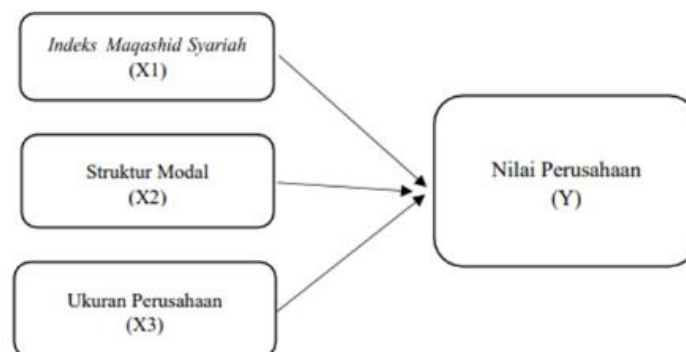 Indeks Maqashid Syariah
(X1)
Struktur Modal
(X2)
Ukuran Perusahaan
(X3)
Nilai Perusahaan
(Y)